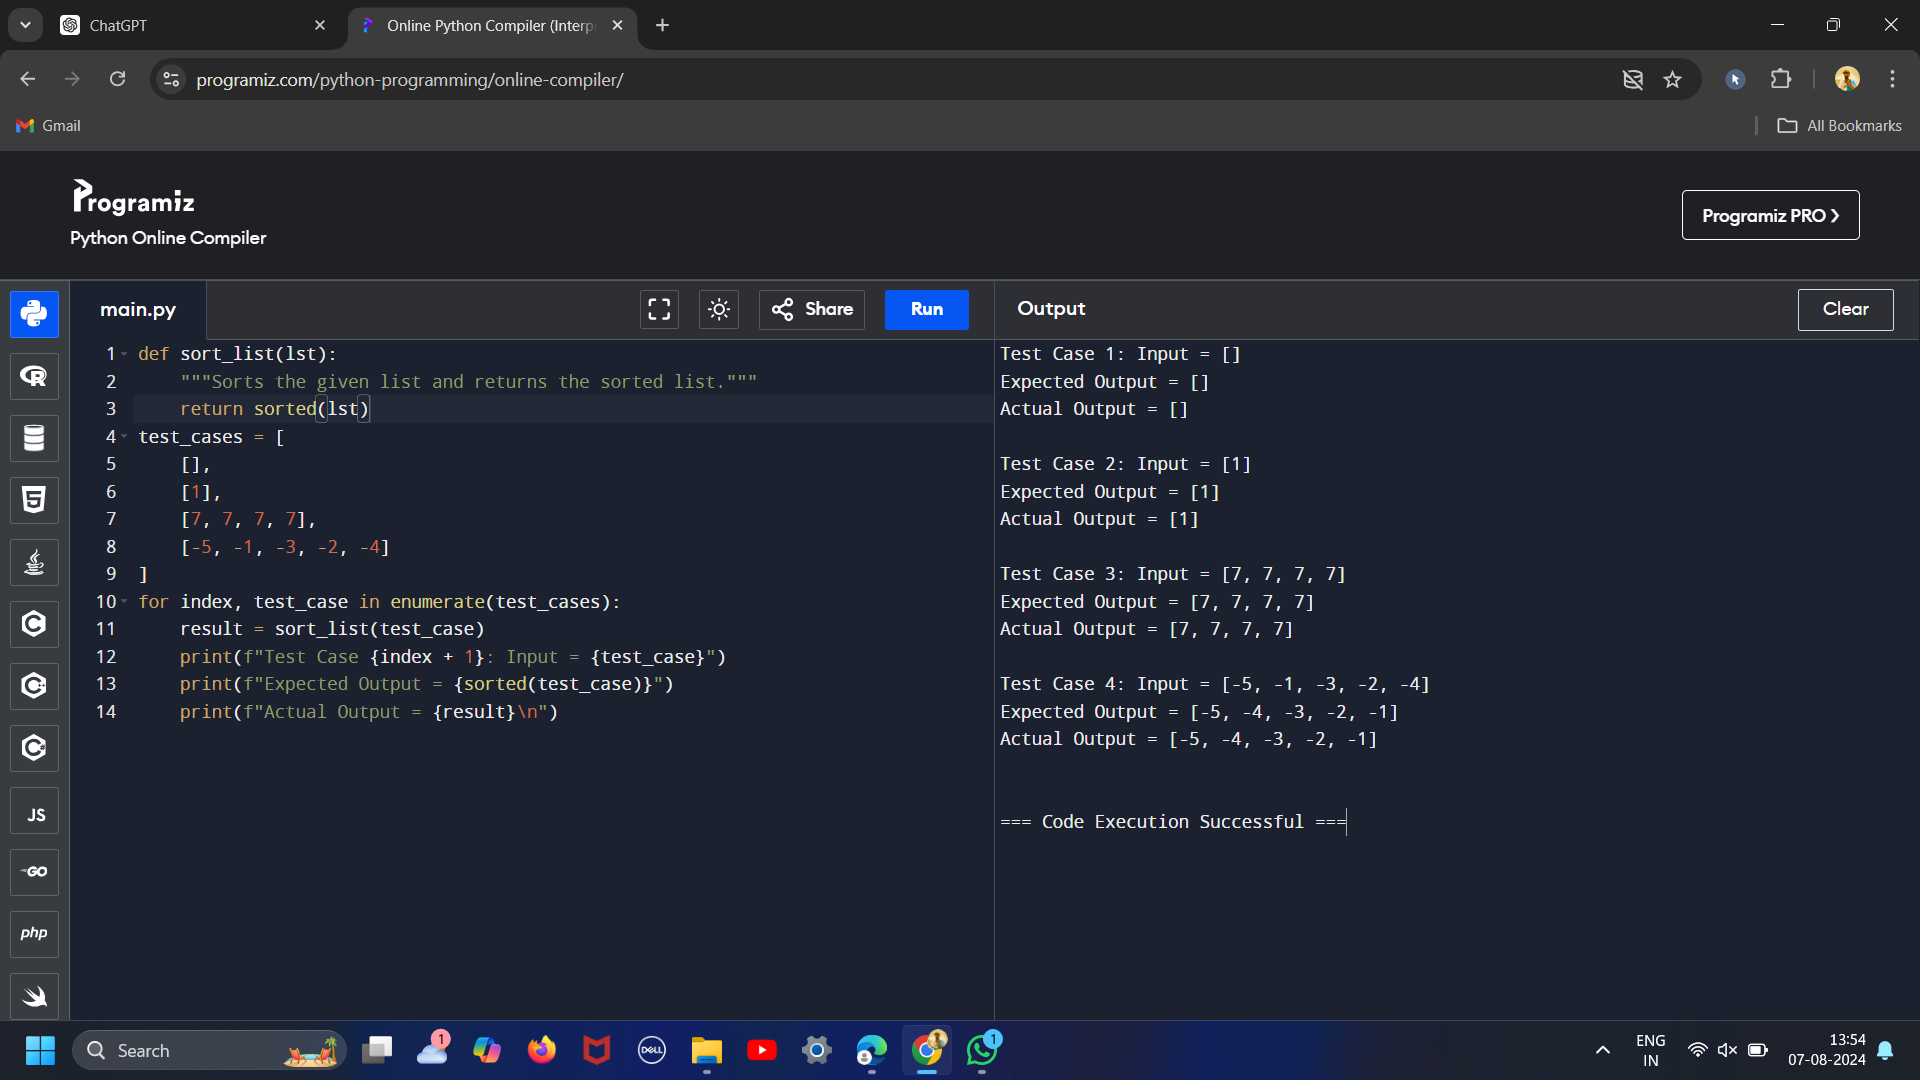 ChatGPT
Online Python Compiler (Interp
programiz.com/python-programming/online-compiler/
Gmail
All Bookmarks
Programiz
Python Online Compiler
Programiz PRO
main.py
Share
Run
Output
Clear
1 def sort_list(lst):
2 """Sorts the given list and returns the sorted list."""
3 return sorted(lst)
4 test_cases = [
5 [],
6 [1],
7 [7, 7, 7, 7],
8 [-5, -1, -3, -2, -4]
9 ]
10 for index, test_case in enumerate(test_cases):
11 result = sort_list(test_case)
12 print(f"Test Case {index + 1}: Input = {test_case}")
13 print(f"Expected Output = {sorted(test_case)}")
14 print(f"Actual Output = {result}\n")
Test Case 1: Input = []
Expected Output = []
Actual Output = []
Test Case 2: Input = [1]
Expected Output = [1]
Actual Output = [1]
Test Case 3: Input = [7, 7, 7, 7]
Expected Output = [7, 7, 7, 7]
Actual Output = [7, 7, 7, 7]
Test Case 4: Input = [-5, -1, -3, -2, -4]
Expected Output = [-5, -4, -3, -2, -1]
Actual Output = [-5, -4, -3, -2, -1]
=== Code Execution Successful ===
R
5
C
C++
C#
JS
GO
php
Search
1
DELL
1
ENG
IN
13:54
07-08-2024